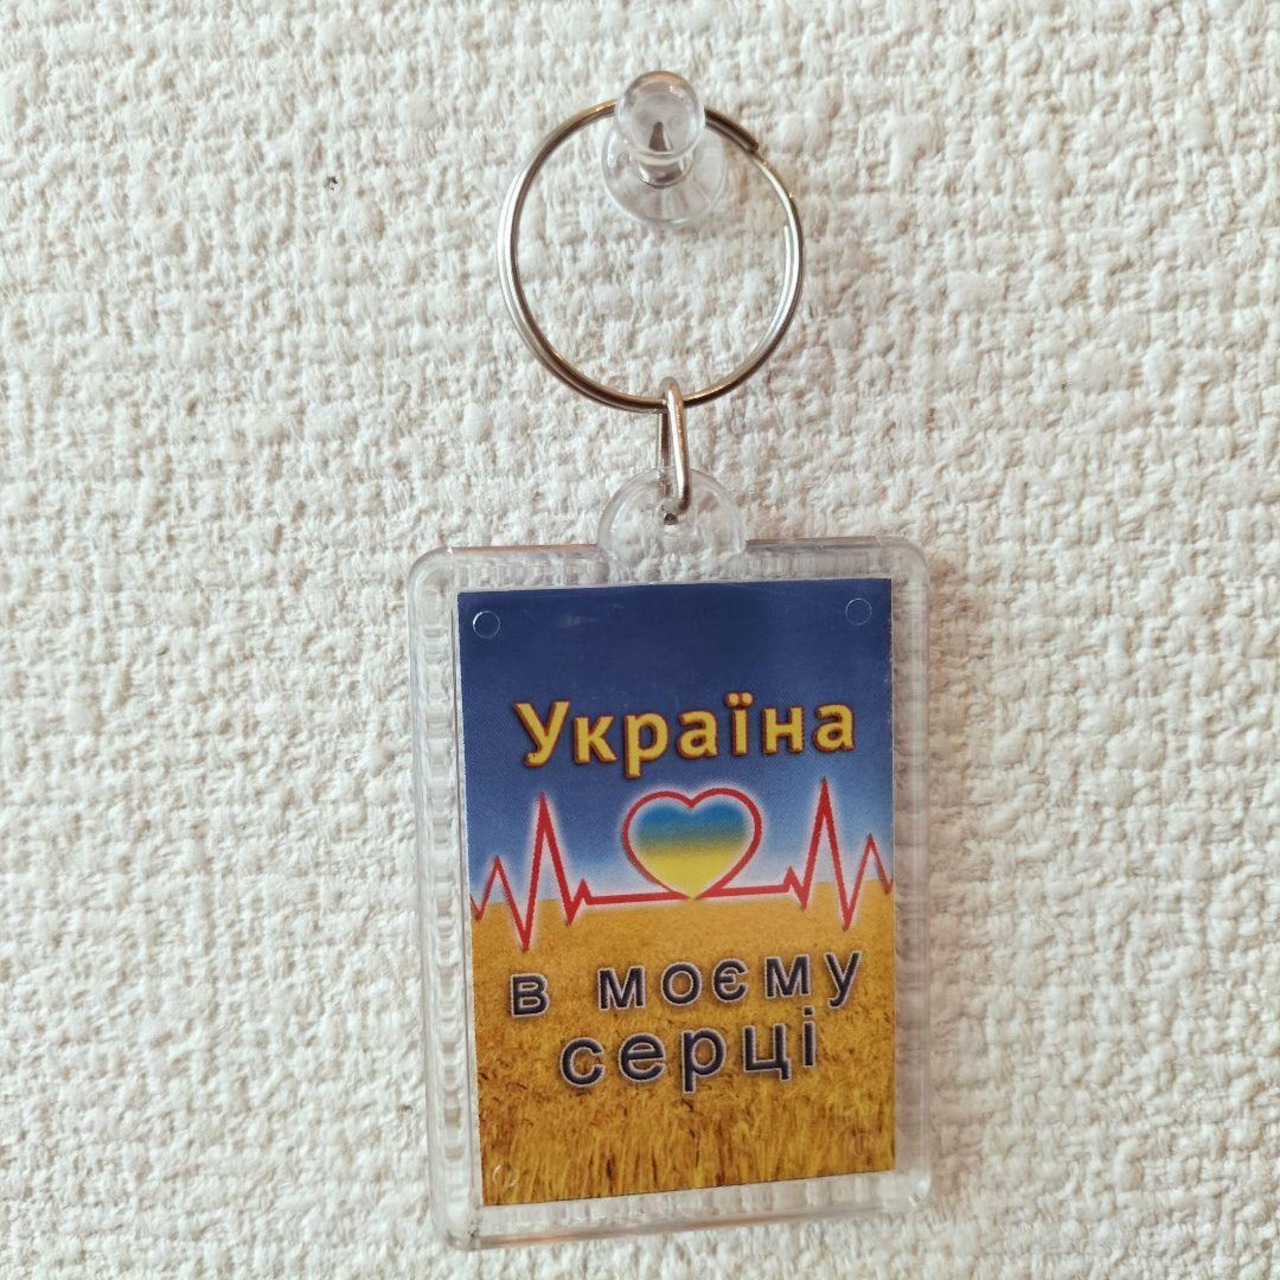 Україна
в моєму
серці